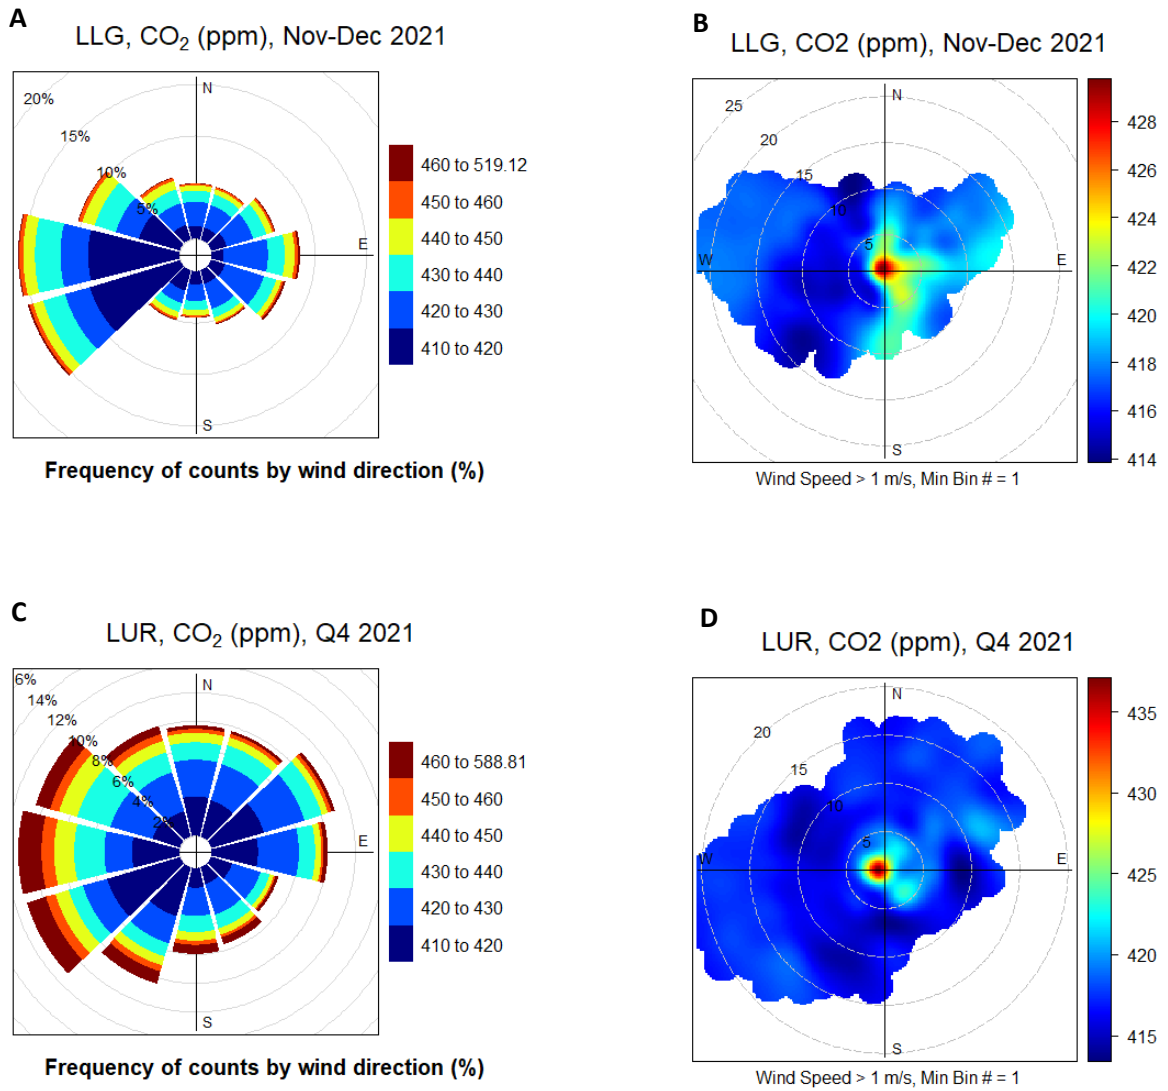 A
LLG, CO₂ (ppm), Nov-Dec 2021
20%
15%
10%
5%
N
E
S
460 to 519.12
450 to 460
440 to 450
430 to 440
420 to 430
410 to 420
Frequency of counts by wind direction (%)
B
LLG, CO2 (ppm), Nov-Dec 2021
25
20
15
10
5
N
W
E
S
428
426
424
422
420
418
416
414
Wind Speed > 1 m/s, Min Bin # = 1
C
LUR, CO₂ (ppm), Q4 2021
6%
14%
12%
10%
8%
6%
4%
2%
N
E
S
460 to 588.81
450 to 460
440 to 450
430 to 440
420 to 430
410 to 420
Frequency of counts by wind direction (%)
D
LUR, CO2 (ppm), Q4 2021
20
15
10
5
N
W
E
S
435
430
425
420
415
Wind Speed > 1 m/s, Min Bin # = 1